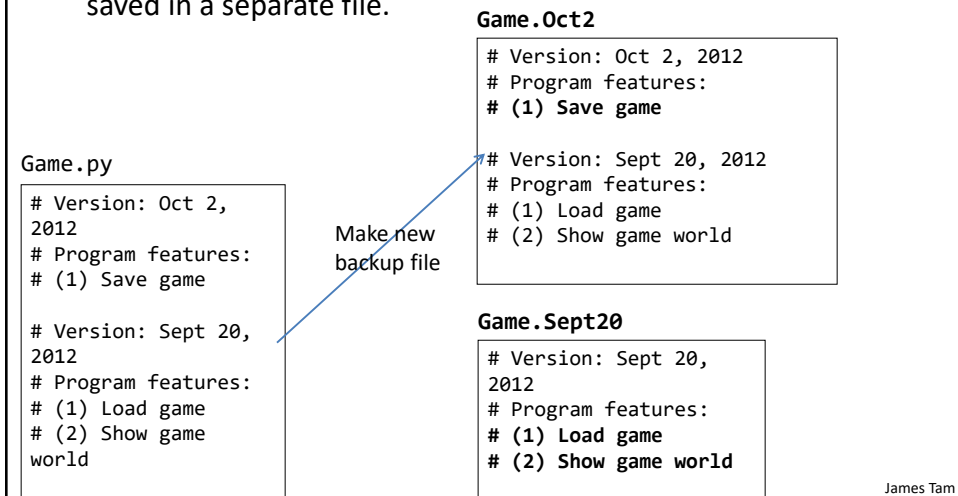 saved in a separate file.
Game.Oct2
# Version: Oct 2, 2012
# Program features:
# (1) Save game
# Version: Sept 20, 2012
# Program features:
# (1) Load game
# (2) Show game world
Game.py
# Version: Oct 2,
2012
# Program features:
# (1) Save game
# Version: Sept 20,
2012
# Program features:
# (1) Load game
# (2) Show game
world
Make new
backup file
Game.Sept20
# Version: Sept 20,
2012
# Program features:
# (1) Load game
# (2) Show game world
James Tam